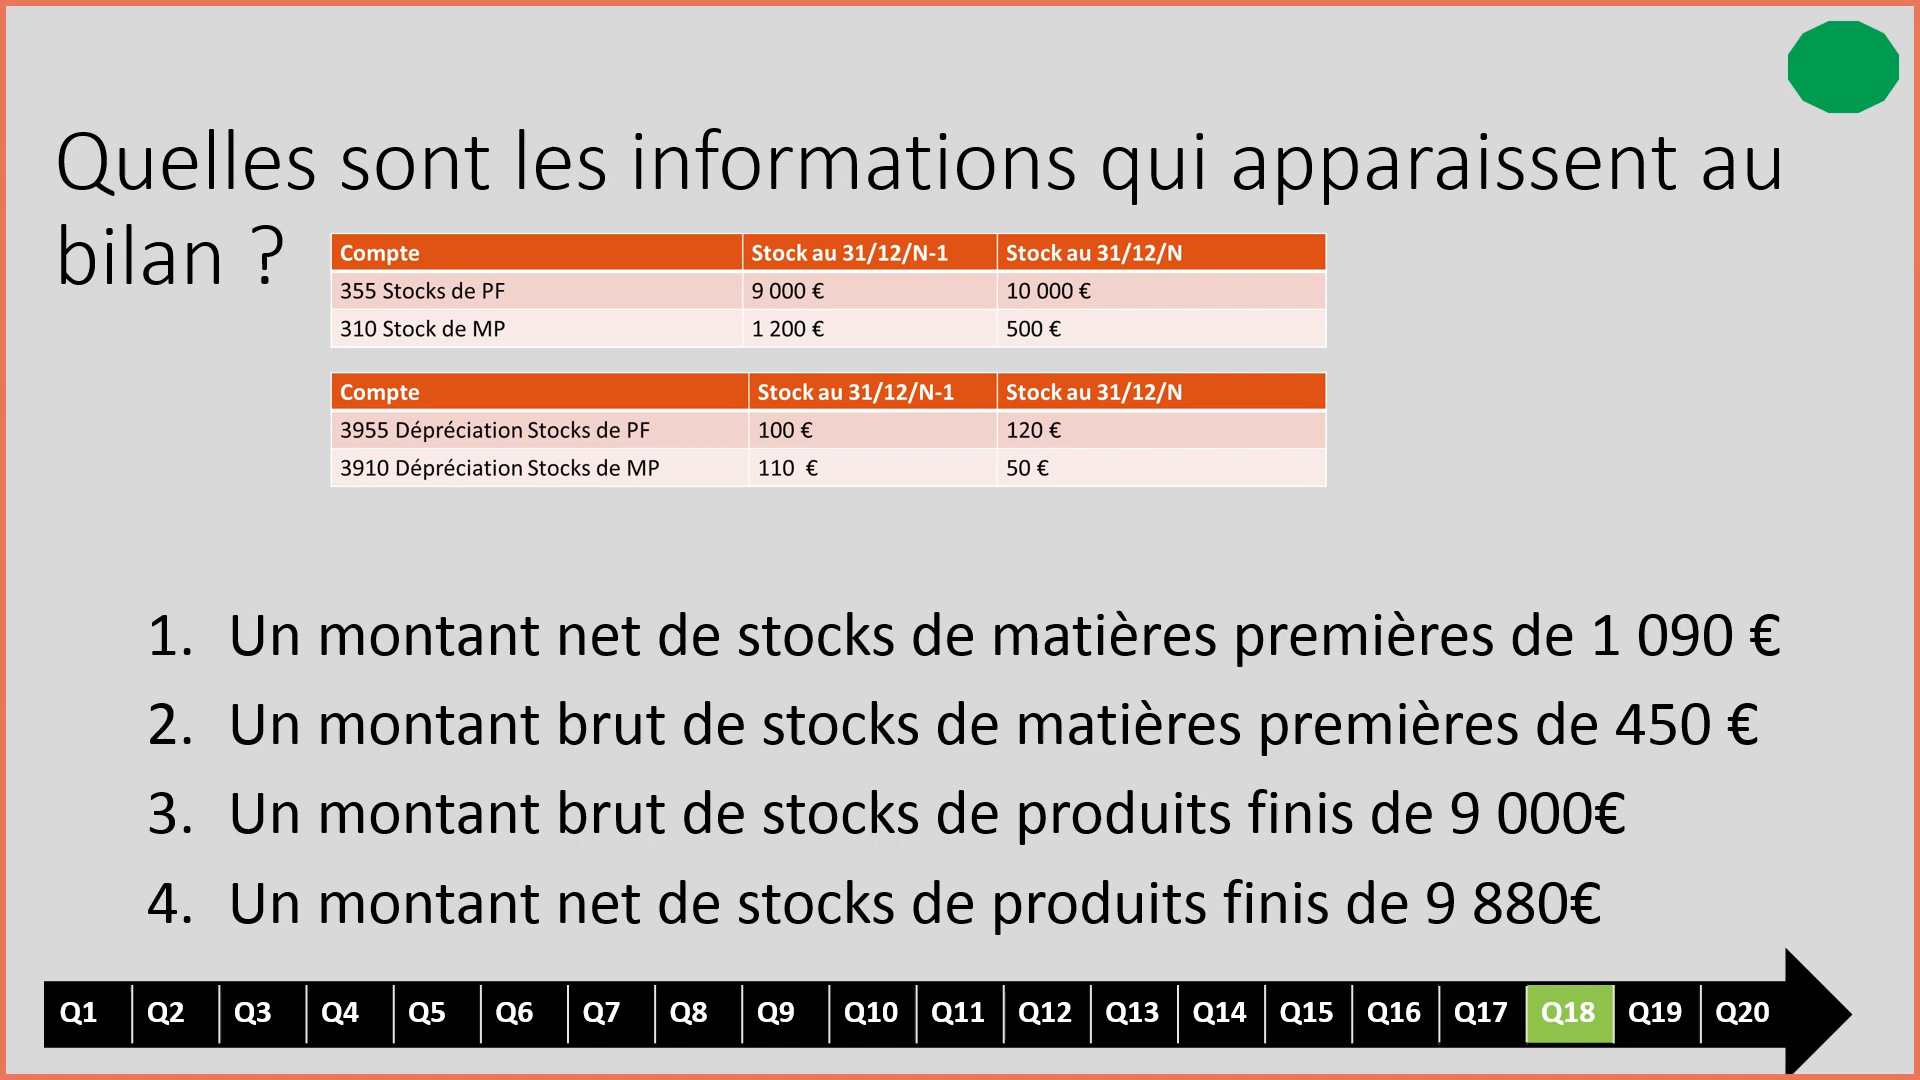 Quelles sont les informations qui apparaissent au
bilan ?
Compte Stock au 31/12/N-1 Stock au 31/12/N
355 Stocks de PF 9 000 € 10 000 €
310 Stock de MP 1 200 € 500 €
Compte Stock au 31/12/N-1 Stock au 31/12/N
3955 Dépréciation Stocks de PF 100 € 120 €
3910 Dépréciation Stocks de MP 110 € 50 €
1. Un montant net de stocks de matières premières de 1 090 €
2. Un montant brut de stocks de matières premières de 450 €
3. Un montant brut de stocks de produits finis de 9 000€
4. Un montant net de stocks de produits finis de 9 880€
Q1 Q2 Q3 Q4 Q5 Q6 Q7 Q8 Q9 Q10 Q11 Q12 Q13 Q14 Q15 Q16 Q17 Q18 Q19 Q20